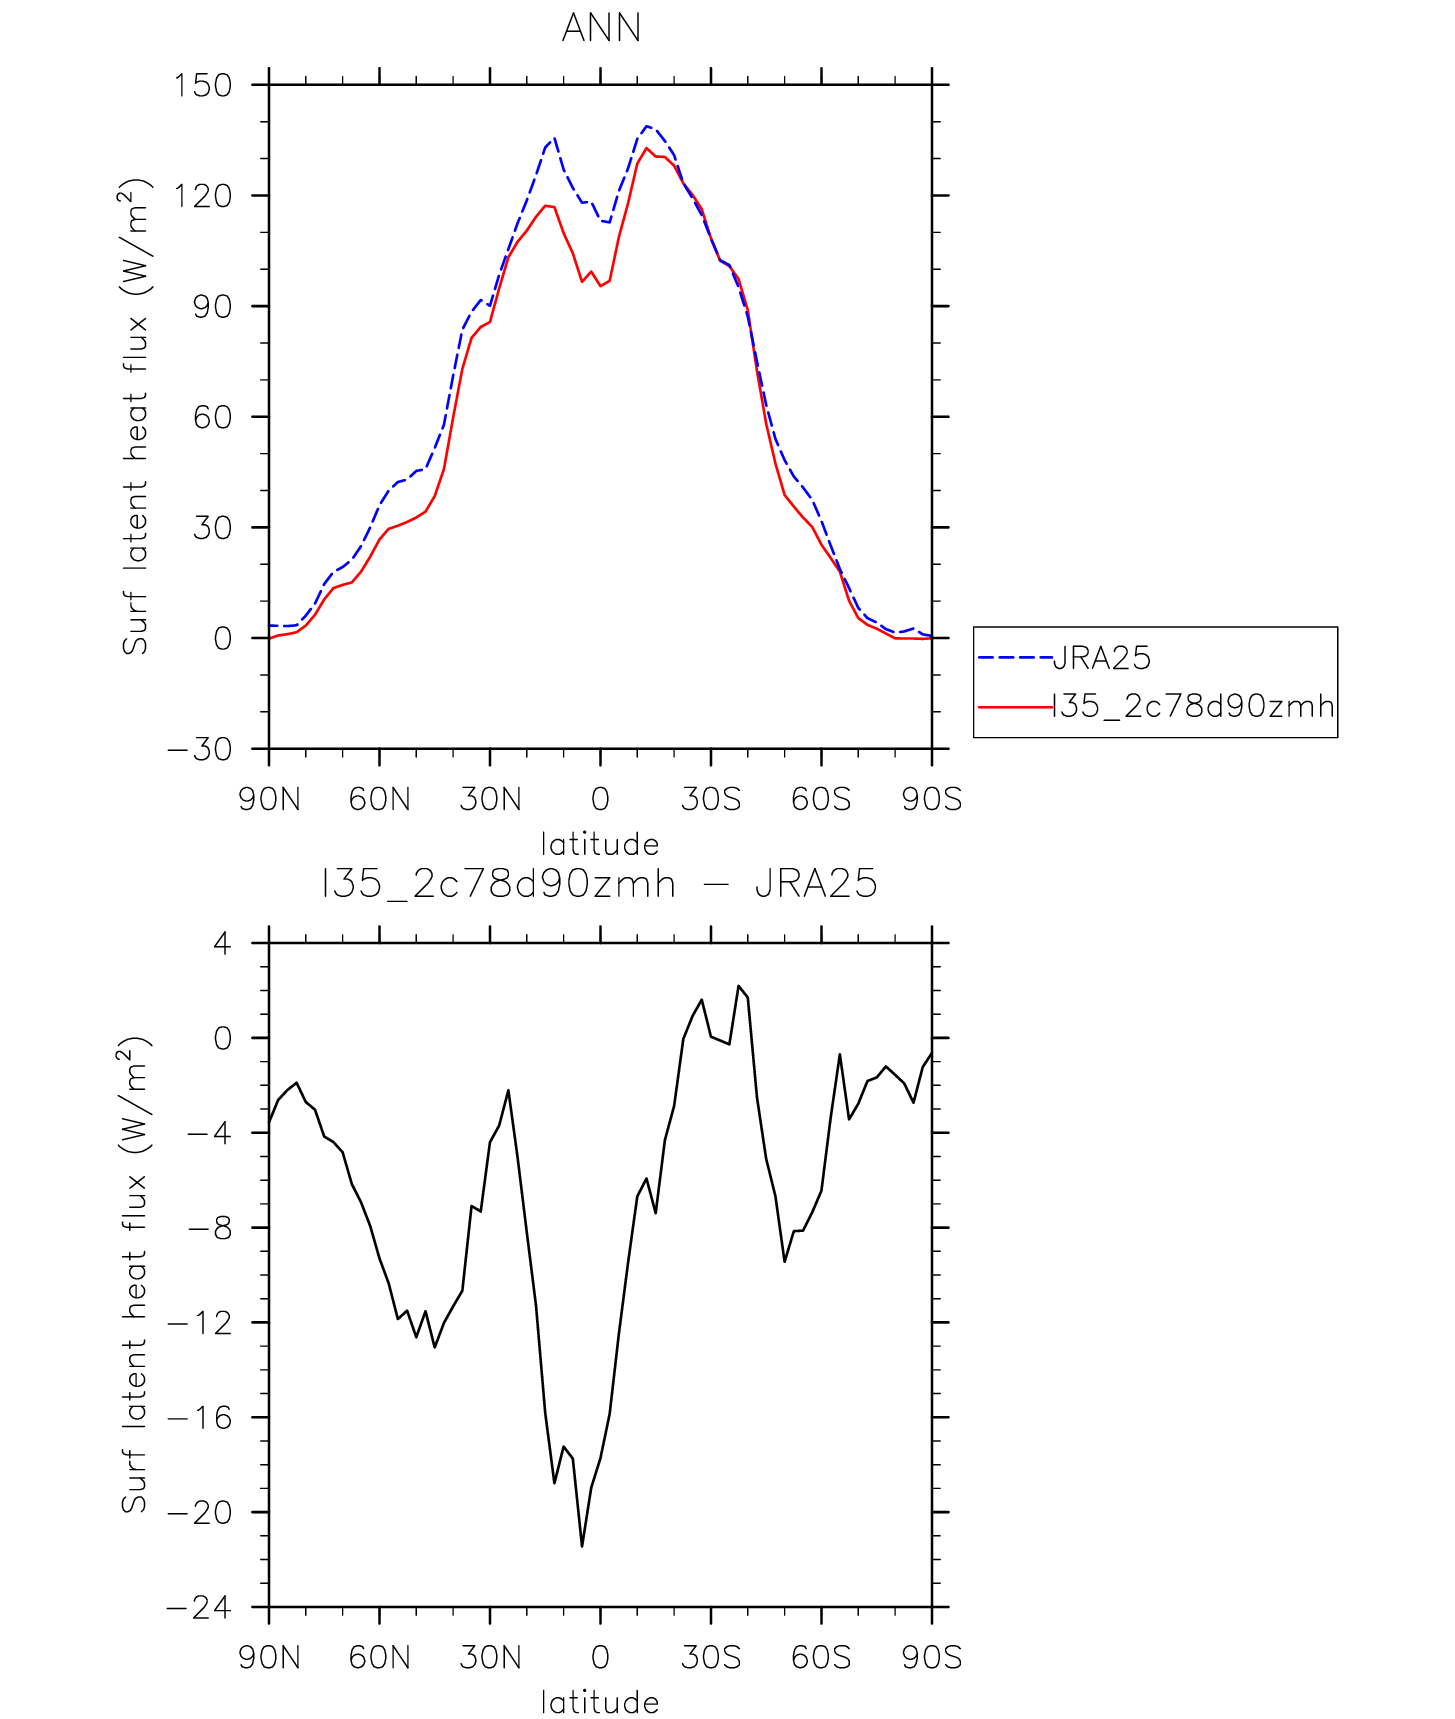 ANN
Surf latent heat flux (W/m²)
150
120
90
60
30
0
−30
90N 60N 30N 0 30S 60S 90S
latitude
JRA25
I35_2c78d90zmh
I35_2c78d90zmh − JRA25
Surf latent heat flux (W/m²)
4
0
−4
−8
−12
−16
−20
−24
90N 60N 30N 0 30S 60S 90S
latitude